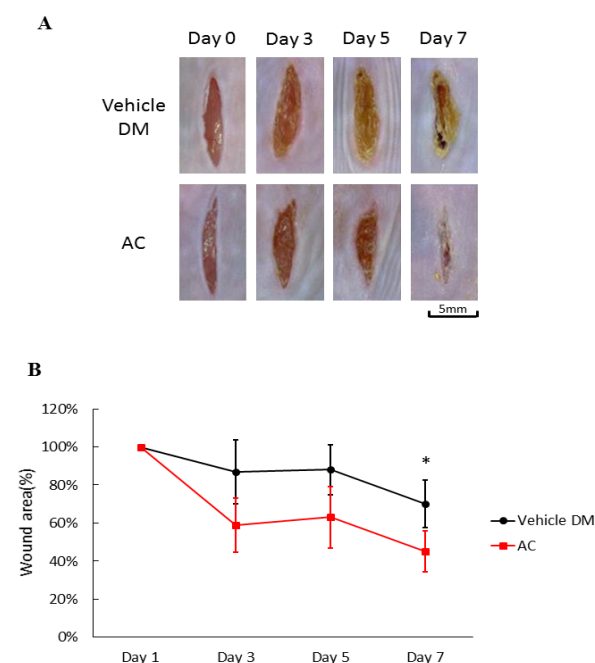 A
Day 0 Day 3 Day 5 Day 7
Vehicle
DM
AC
5mm
B
120%
100%
80%
60%
40%
20%
0%
Wound area(%)
*
Day 1 Day 3 Day 5 Day 7
Vehicle DM
AC